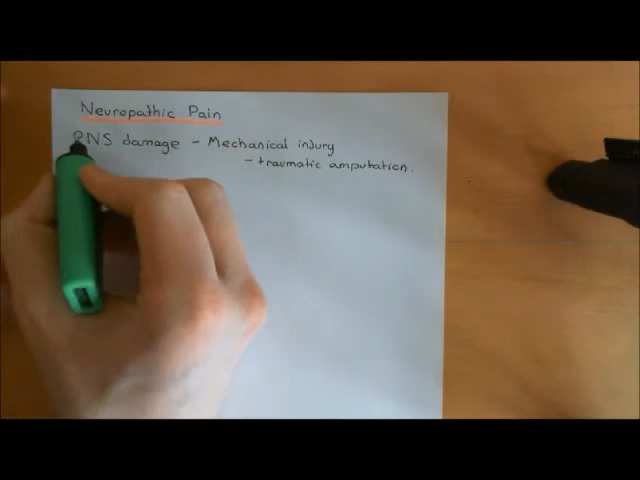 Neuropathic Pain
PNS damage - Mechanical injury
- traumatic amputation.